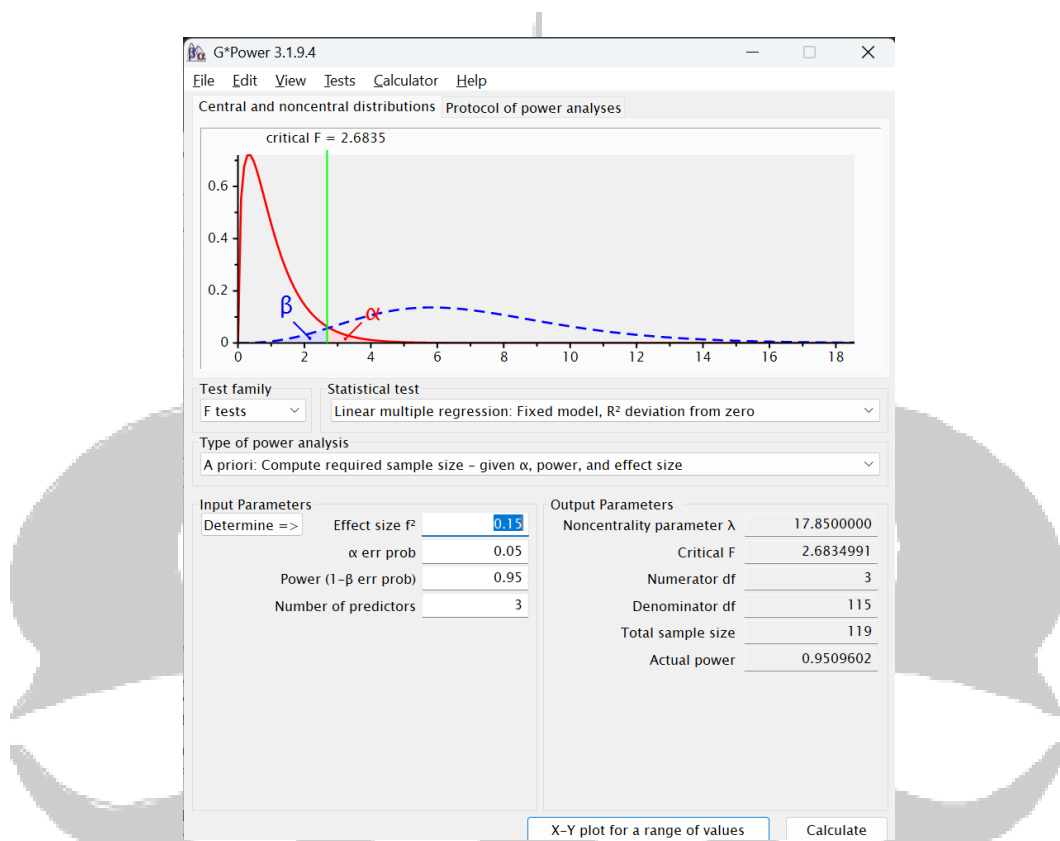 βα G*Power 3.1.9.4
File Edit View Tests Calculator Help
Central and noncentral distributions Protocol of power analyses
critical F = 2.6835
0.6
0.4
0.2
0
β
α
0 2 4 6 8 10 12 14 16 18
Test family Statistical test
F tests Linear multiple regression: Fixed model, R² deviation from zero
Type of power analysis
A priori: Compute required sample size – given α, power, and effect size
Input Parameters Output Parameters
Determine => Effect size f² 0.15 Noncentrality parameter λ 17.8500000
α err prob 0.05 Critical F 2.6834991
Power (1–β err prob) 0.95 Numerator df 3
Number of predictors 3 Denominator df 115
Total sample size 119
Actual power 0.9509602
X–Y plot for a range of values Calculate